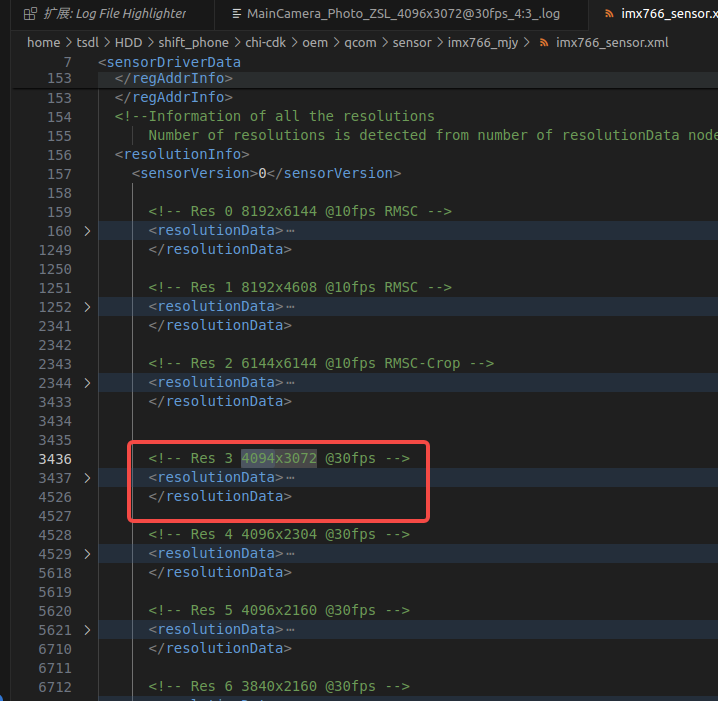 扩展: Log File Highlighter
MainCamera_Photo_ZSL_4096x3072@30fps_4:3_.log
imx766_sensor.x
home > tsdl > HDD > shift_phone > chi-cdk > oem > qcom > sensor > imx766_mjy > imx766_sensor.xml
7 <sensorDriverData
153 </regAddrInfo>
153 </regAddrInfo>
154 <!--Information of all the resolutions
155 Number of resolutions is detected from number of resolutionData node
156 <resolutionInfo>
157 <sensorVersion>0</sensorVersion>
158
159 <!-- Res 0 8192x6144 @10fps RMSC -->
160 > <resolutionData>⋯
1249 </resolutionData>
1250
1251 <!-- Res 1 8192x4608 @10fps RMSC -->
1252 > <resolutionData>⋯
2341 </resolutionData>
2342
2343 <!-- Res 2 6144x6144 @10fps RMSC-Crop -->
2344 > <resolutionData>⋯
3433 </resolutionData>
3434
3435
3436 <!-- Res 3 4094x3072 @30fps -->
3437 > <resolutionData>⋯
4526 </resolutionData>
4527
4528 <!-- Res 4 4096x2304 @30fps -->
4529 > <resolutionData>⋯
5618 </resolutionData>
5619
5620 <!-- Res 5 4096x2160 @30fps -->
5621 > <resolutionData>⋯
6710 </resolutionData>
6711
6712 <!-- Res 6 3840x2160 @30fps -->